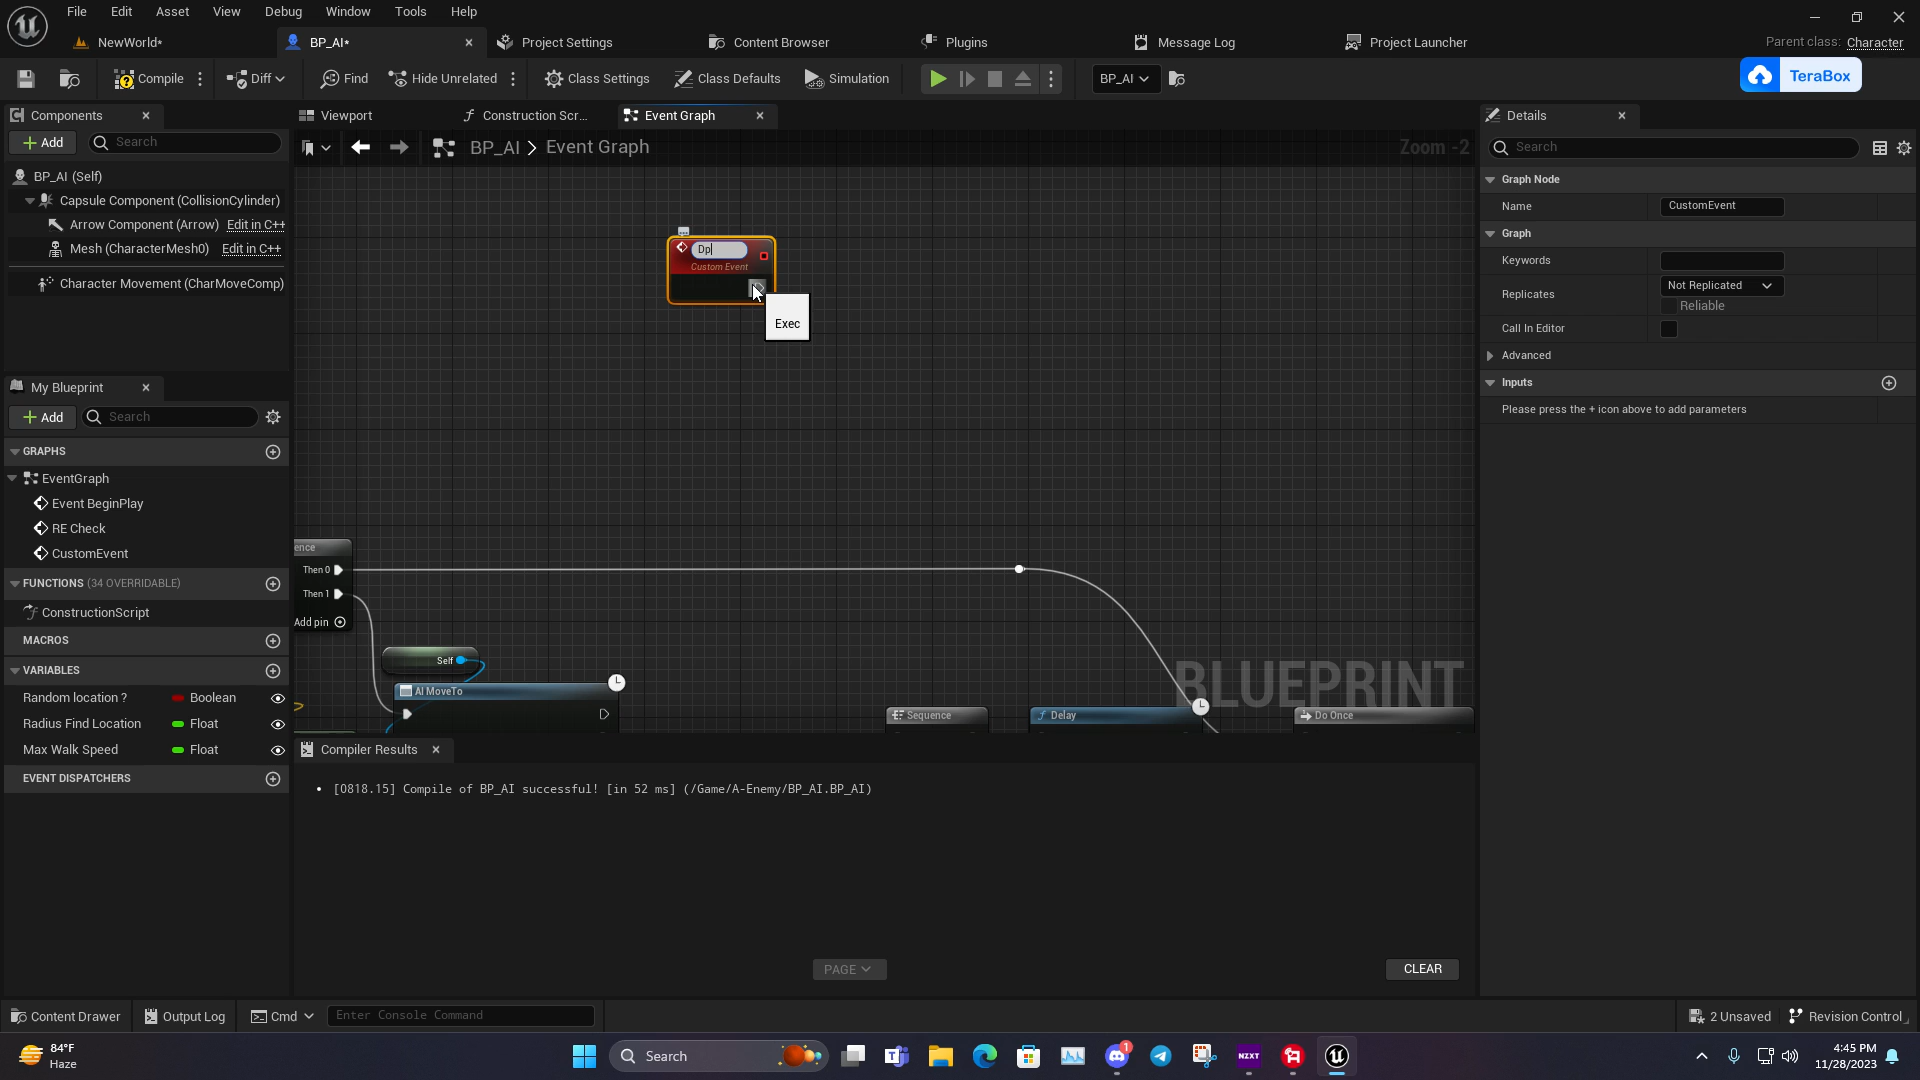 File Edit Asset View Debug Window Tools Help
NewWorld* BP_AI* Project Settings Content Browser Plugins Message Log Project Launcher Parent class: Character
Compile Diff Find Hide Unrelated Class Settings Class Defaults Simulation BP_AI TeraBox
Components Viewport Construction Scr... Event Graph Details
Add Search BP_AI > Event Graph Zoom -2 Search
BP_AI (Self)
Capsule Component (CollisionCylinder)
Arrow Component (Arrow) Edit in C++
Mesh (CharacterMesh0) Edit in C++
Character Movement (CharMoveComp)
Dp
Custom Event
Exec
Graph Node
Name CustomEvent
Graph
Keywords
Replicates Not Replicated
Reliable
Call In Editor
Advanced
Inputs
Please press the + icon above to add parameters
My Blueprint
Add Search
GRAPHS
EventGraph
Event BeginPlay
RE Check
CustomEvent
FUNCTIONS (34 OVERRIDABLE)
ConstructionScript
MACROS
VARIABLES
Random location ? Boolean
Radius Find Location Float
Max Walk Speed Float
EVENT DISPATCHERS
ence
Then 0
Then 1
Add pin
Self
AI MoveTo
Sequence Delay Do Once
BLUEPRINT
Compiler Results
• [0818.15] Compile of BP_AI successful! [in 52 ms] (/Game/A-Enemy/BP_AI.BP_AI)
PAGE CLEAR
Content Drawer Output Log Cmd Enter Console Command 2 Unsaved Revision Control
84°F
Haze
Search
1
NZXT
4:45 PM
11/28/2023